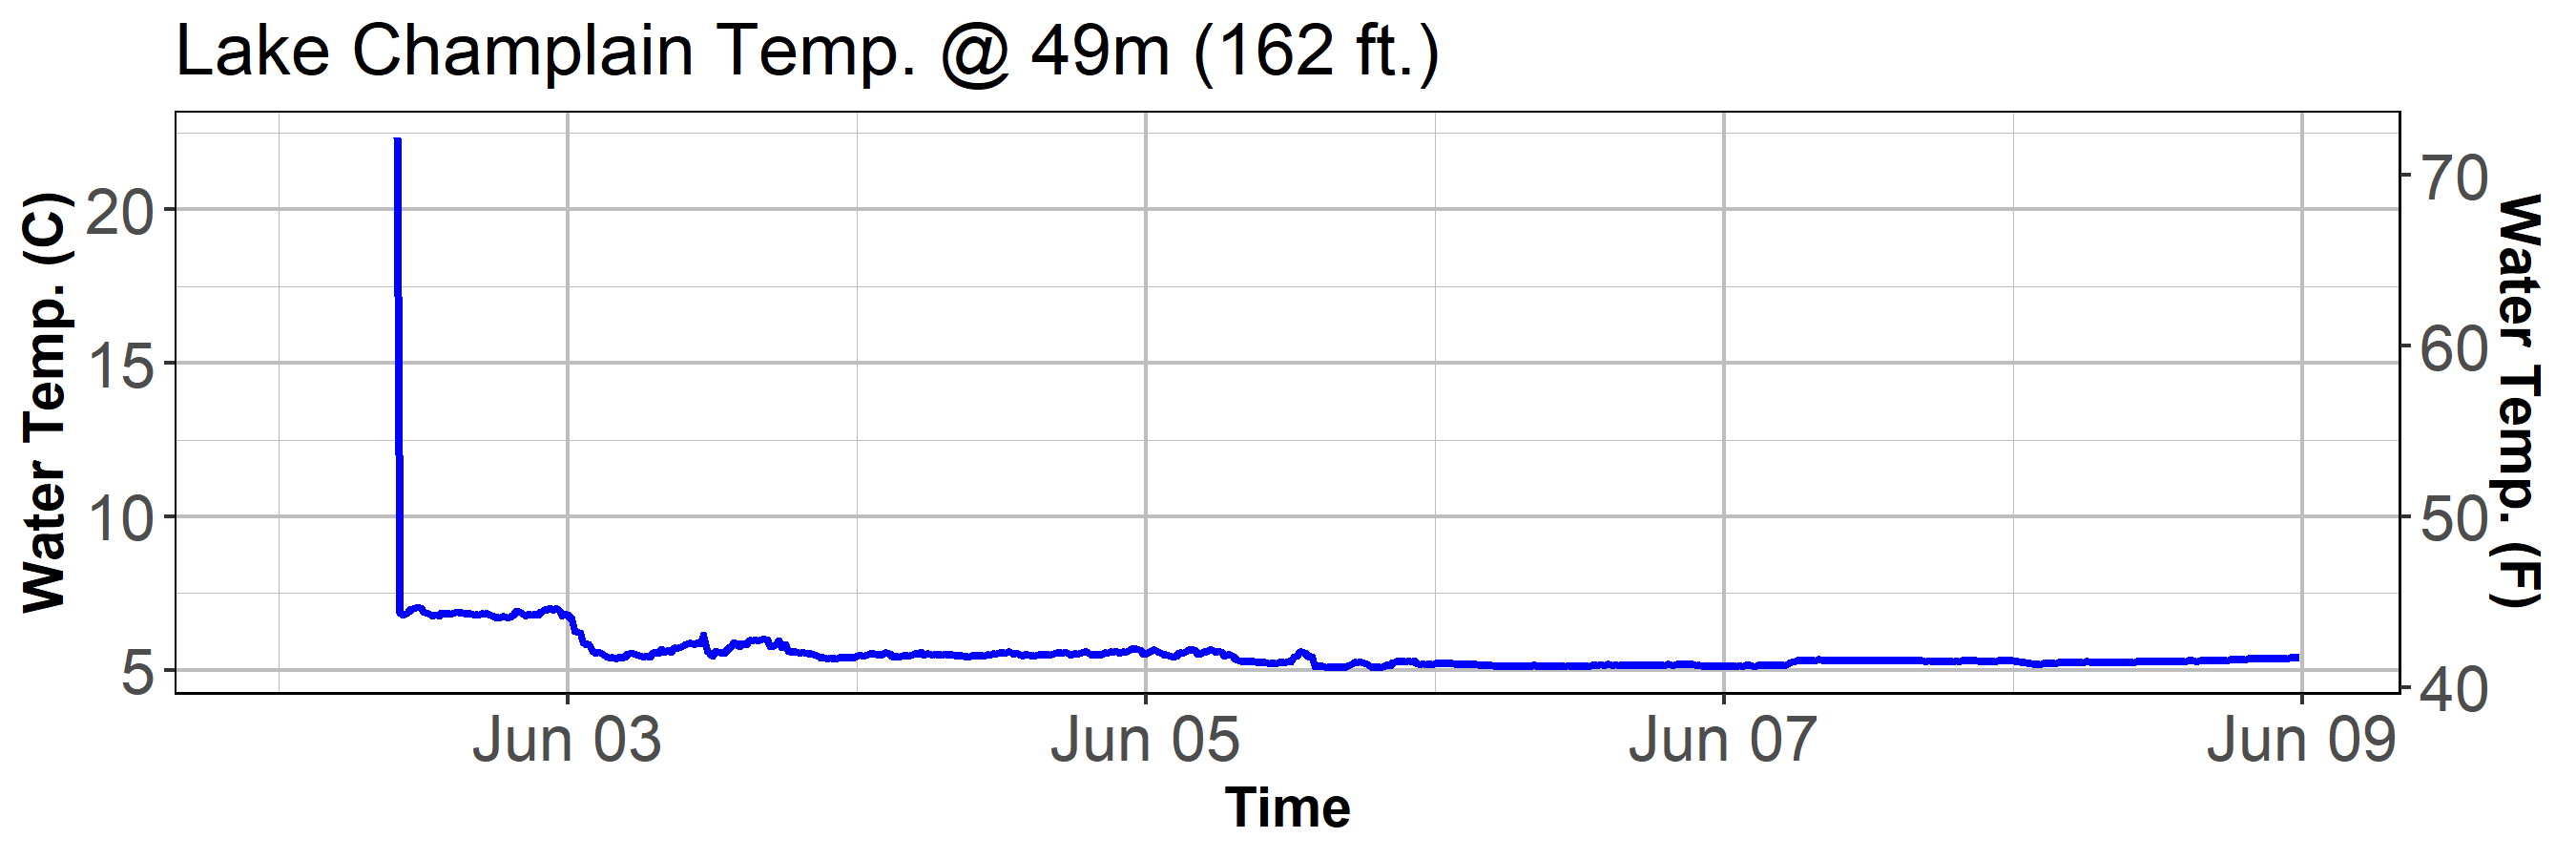 Lake Champlain Temp. @ 49m (162 ft.)
Water Temp. (C)
20
15
10
5
70
60
50
40
Water Temp. (F)
Jun 03
Jun 05
Jun 07
Jun 09
Time